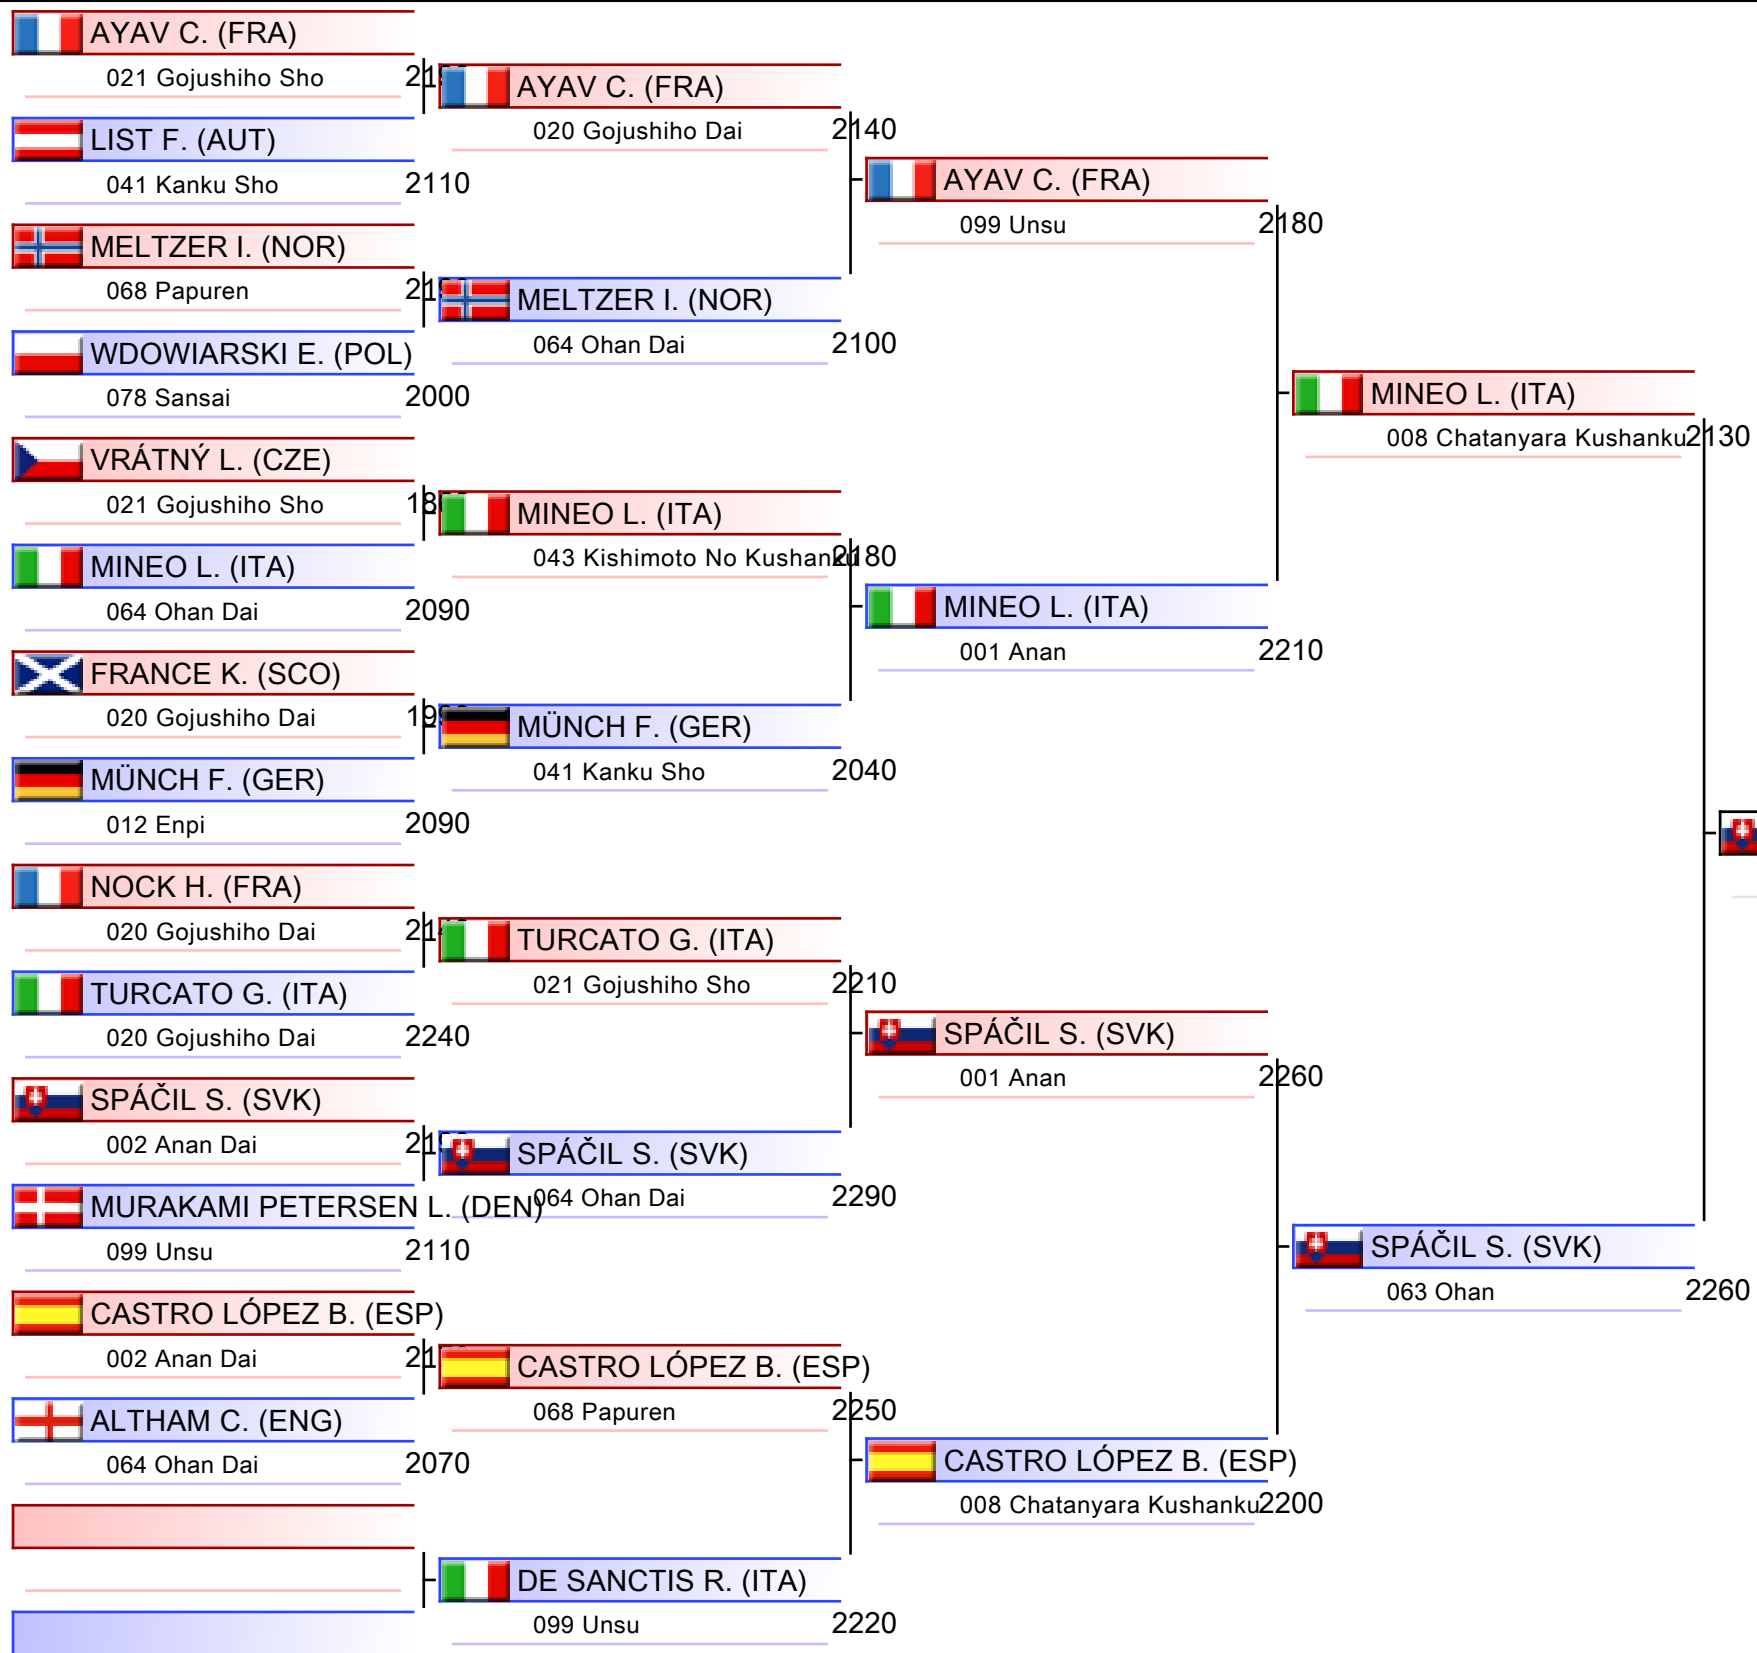 AYAV C. (FRA)
021 Gojushiho Sho
LIST F. (AUT)
041 Kanku Sho 2110
MELTZER I. (NOR)
068 Papuren
WDOWIARSKI E. (POL)
078 Sansai 2000
VRÁTNÝ L. (CZE)
021 Gojushiho Sho
MINEO L. (ITA)
064 Ohan Dai 2090
FRANCE K. (SCO)
020 Gojushiho Dai
MÜNCH F. (GER)
012 Enpi 2090
NOCK H. (FRA)
020 Gojushiho Dai
TURCATO G. (ITA)
020 Gojushiho Dai 2240
SPÁČIL S. (SVK)
002 Anan Dai
MURAKAMI PETERSEN L. (DEN)
099 Unsu 2110
CASTRO LÓPEZ B. (ESP)
002 Anan Dai
ALTHAM C. (ENG)
064 Ohan Dai 2070
AYAV C. (FRA)
020 Gojushiho Dai 2140
MELTZER I. (NOR)
064 Ohan Dai 2100
MINEO L. (ITA)
043 Kishimoto No Kushanku 2180
MÜNCH F. (GER)
041 Kanku Sho 2040
TURCATO G. (ITA)
021 Gojushiho Sho 2210
SPÁČIL S. (SVK)
064 Ohan Dai 2290
CASTRO LÓPEZ B. (ESP)
068 Papuren 2250
DE SANCTIS R. (ITA)
099 Unsu 2220
AYAV C. (FRA)
099 Unsu 2180
MINEO L. (ITA)
001 Anan 2210
SPÁČIL S. (SVK)
001 Anan 2260
CASTRO LÓPEZ B. (ESP)
008 Chatanyara Kushanku 2200
MINEO L. (ITA)
008 Chatanyara Kushanku 2130
SPÁČIL S. (SVK)
063 Ohan 2260